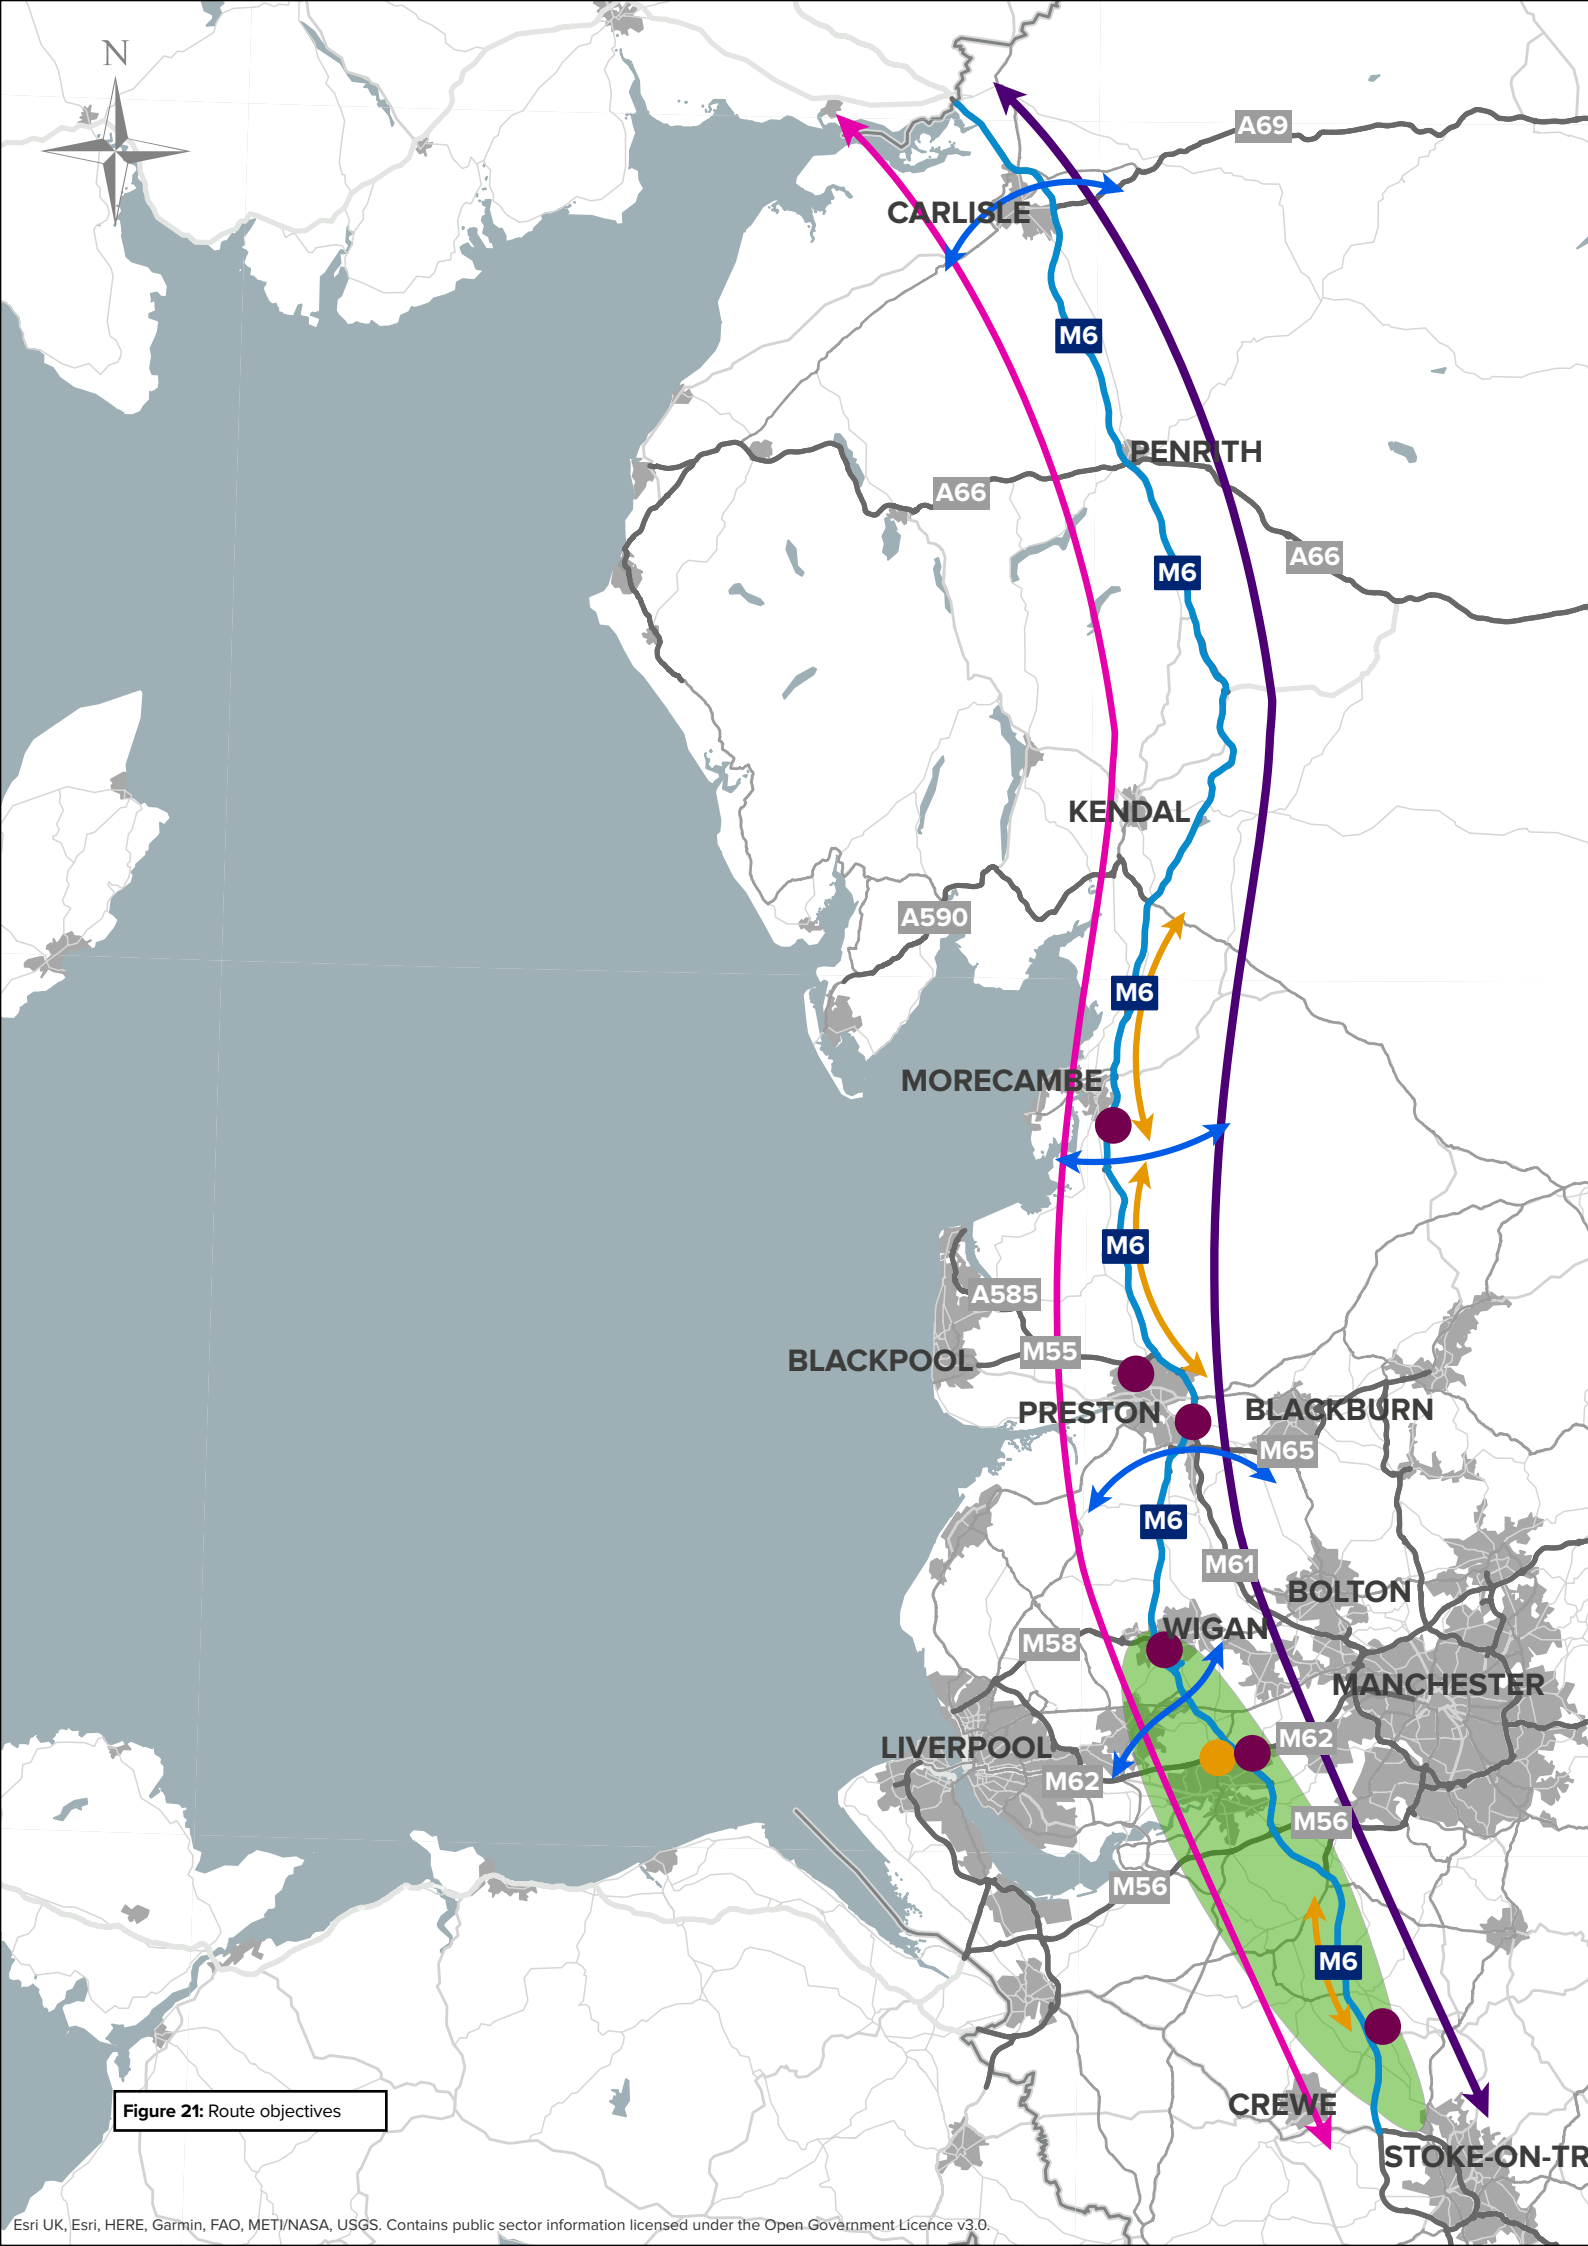 N
A69
CARLISLE
M6
PENRITH
A66
A66
M6
KENDAL
A590
M6
MORECAMBE
M6
A585
M55
BLACKPOOL
PRESTON
BLACKBURN
M65
M6
M61
BOLTON
WIGAN
M58
MANCHESTER
M62
LIVERPOOL
M62
M56
M56
M6
CREWE
Figure 21: Route objectives
STOKE-ON-TR
Esri UK, Esri, HERE, Garmin, FAO, METI/NASA, USGS. Contains public sector information licensed under the Open Government Licence v3.0.